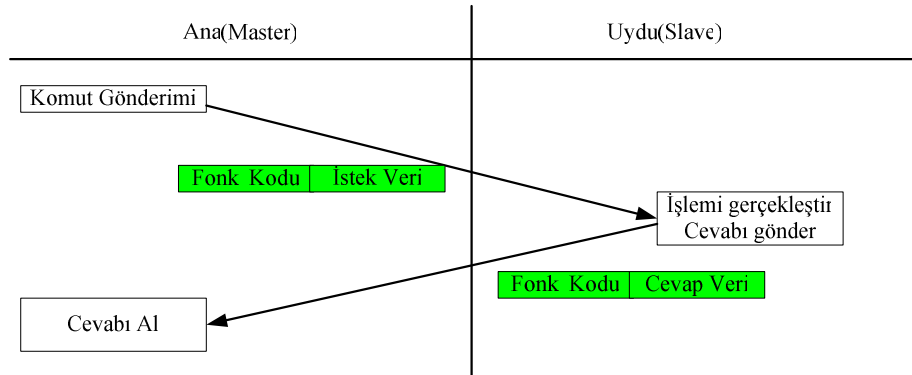 Ana(Master)
Uydu(Slave)
Komut Gönderimi
Fonk Kodu İstek Veri
İşlemi gerçekleştir
Cevabı gönder
Fonk Kodu Cevap Veri
Cevabı Al